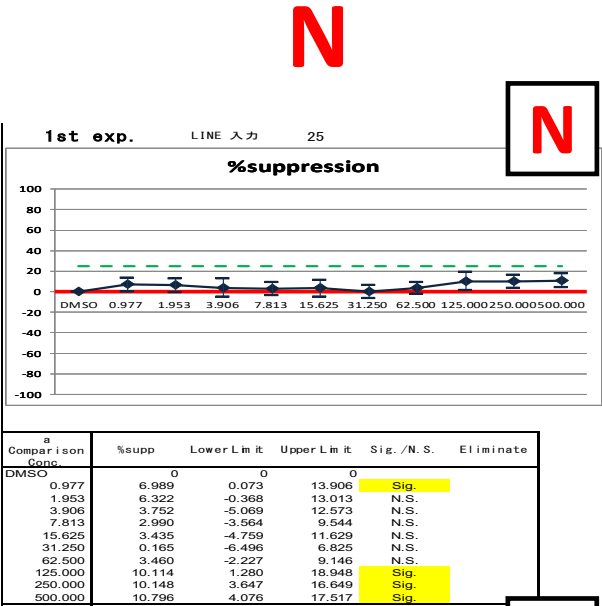 N
N
1st exp. LINE 入力 25
%suppression
100
80
60
40
20
0
DMSO 0.977 1.953 3.906 7.813 15.625 31.250 62.500 125.000 250.000 500.000
-20
-40
-60
-80
-100
a
Comparison Conc. %supp Lower Limit Upper Limit Sig./N.S. Eliminate
DMSO 0 0 0
0.977 6.989 0.073 13.906 Sig.
1.953 6.322 -0.368 13.013 N.S.
3.906 3.752 -5.069 12.573 N.S.
7.813 2.990 -3.564 9.544 N.S.
15.625 3.435 -4.759 11.629 N.S.
31.250 0.165 -6.496 6.825 N.S.
62.500 3.460 -2.227 9.146 N.S.
125.000 10.114 1.280 18.948 Sig.
250.000 10.148 3.647 16.649 Sig.
500.000 10.796 4.076 17.517 Sig.